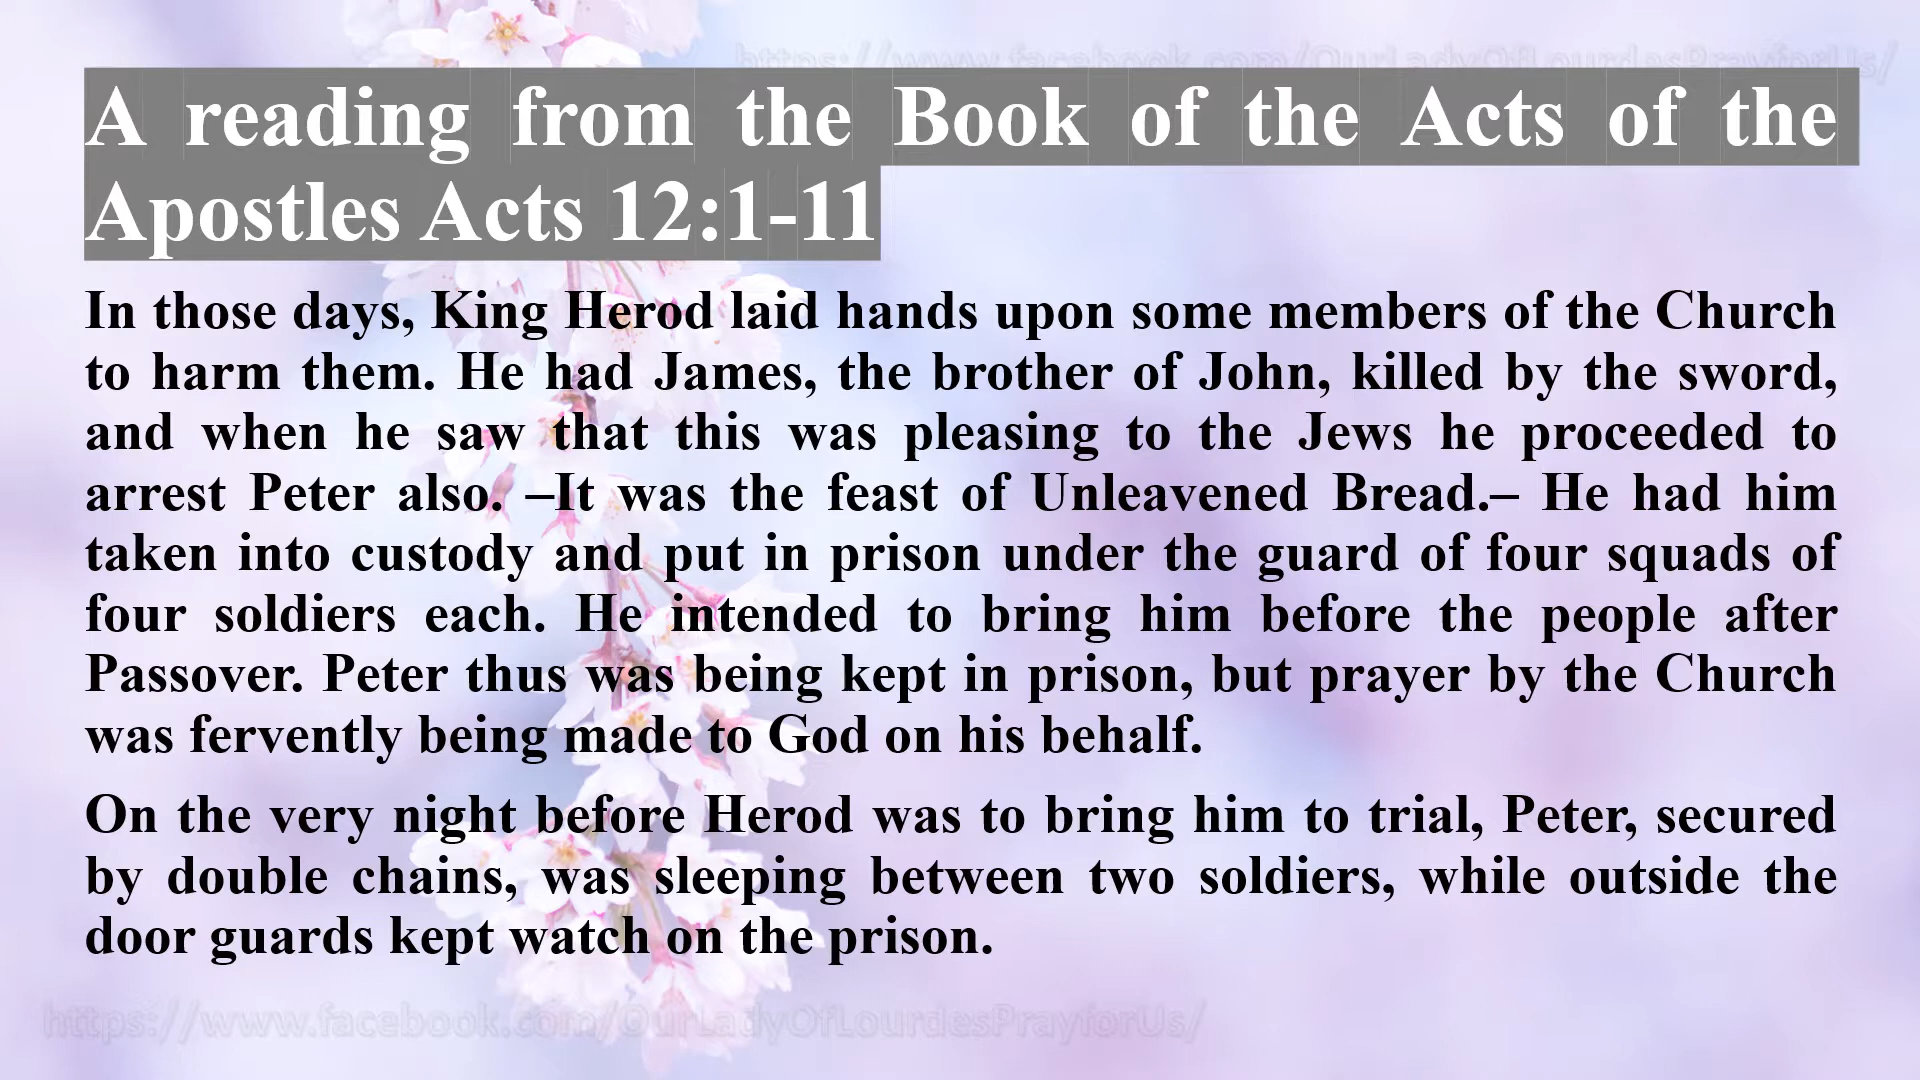 https://www.facebook.com/OurLadyOfLourdesPrayforUs/
A reading from the Book of the Acts of the
Apostles Acts 12:1-11
In those days, King Herod laid hands upon some members of the Church
to harm them. He had James, the brother of John, killed by the sword,
and when he saw that this was pleasing to the Jews he proceeded to
arrest Peter also. –It was the feast of Unleavened Bread.– He had him
taken into custody and put in prison under the guard of four squads of
four soldiers each. He intended to bring him before the people after
Passover. Peter thus was being kept in prison, but prayer by the Church
was fervently being made to God on his behalf.
On the very night before Herod was to bring him to trial, Peter, secured
by double chains, was sleeping between two soldiers, while outside the
door guards kept watch on the prison.
https://www.facebook.com/OurLadyOfLourdesPrayforUs/